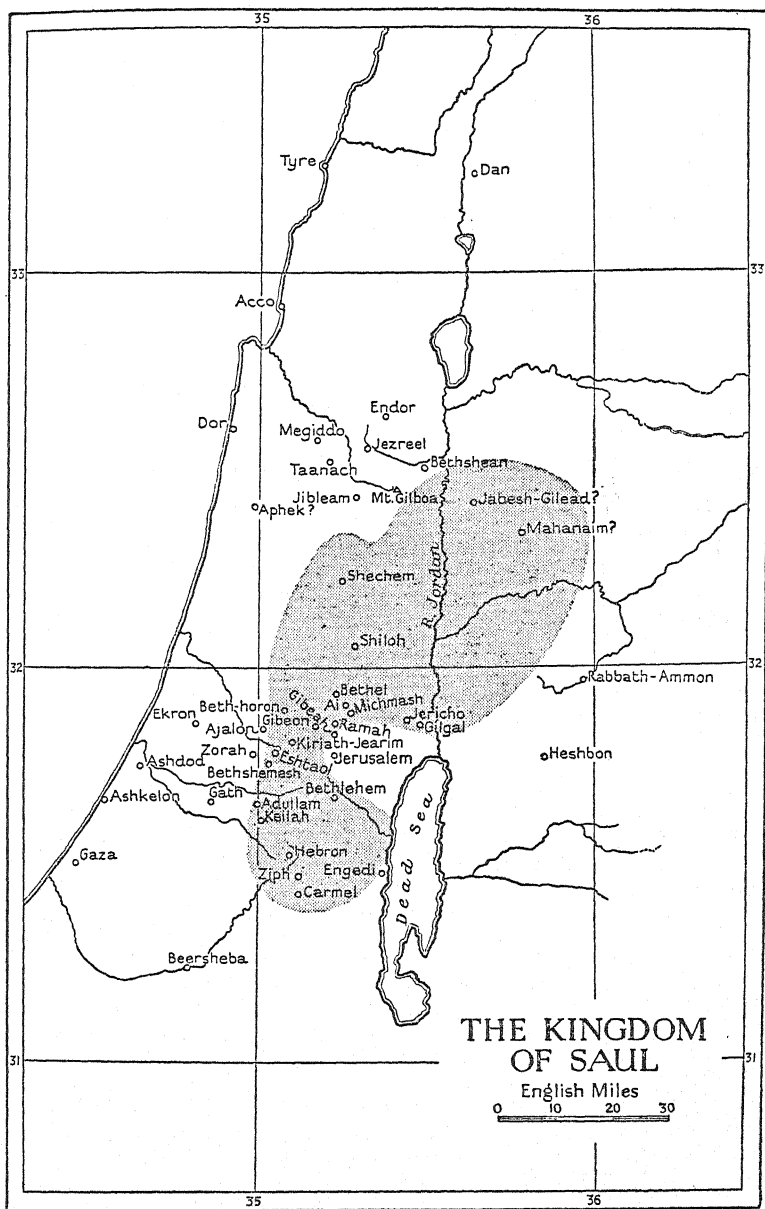 35 36
Tyre
Dan
33 33
Acco
Endor
Dor
Megiddo
Jezreel
Taanach
Bethshean
Jibleam
Mt. Gilboa
Jabesh-Gilead?
Aphek?
Mahanaim?
Shechem
R. Jordan
Shiloh
32 32
Rabbath-Ammon
Bethel
Ai
Michmash
Beth-horon
Gibeah
Jericho
Ekron
Gibeon
Ramah
Gilgal
Ajalon
Kiriath-Jearim
Zorah
Eshtaol
Jerusalem
Heshbon
Ashdod
Bethshemesh
Bethlehem
Ashkelon
Gath
Adullam
Keilah
Dead Sea
Gaza
Hebron
Ziph
Engedi
Carmel
Beersheba
THE KINGDOM
OF SAUL
31 31
English Miles
0 10 20 30
35 36